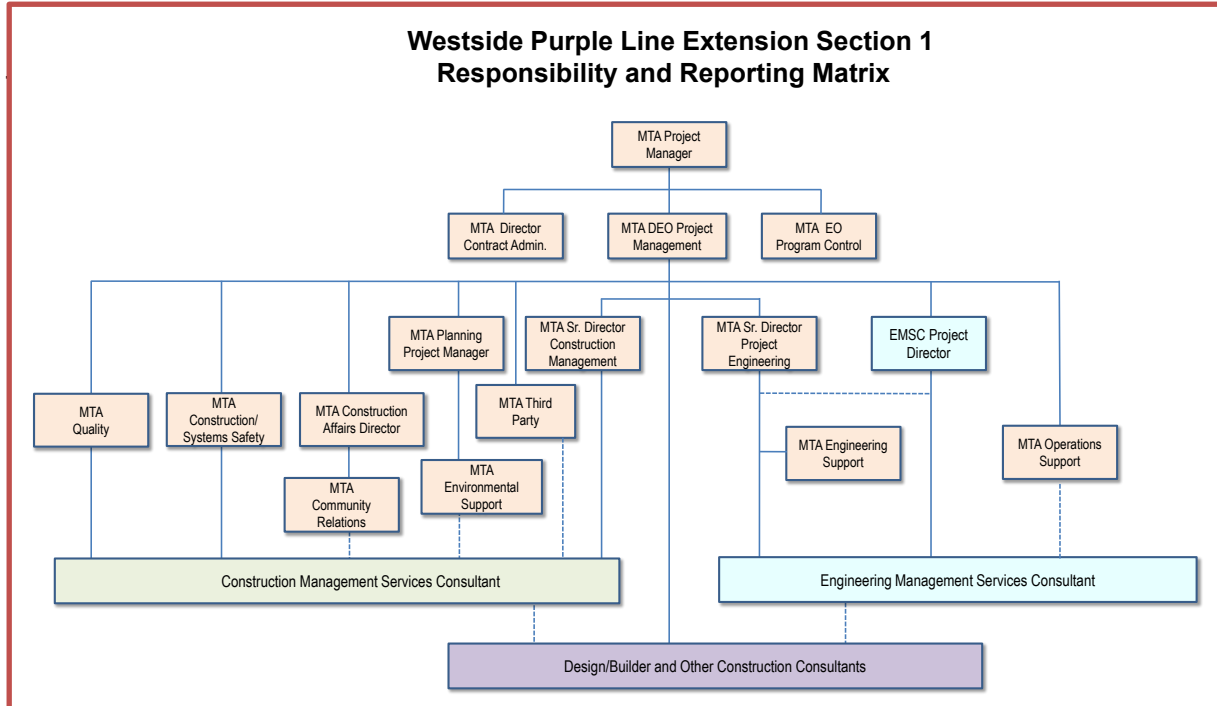 Westside Purple Line Extension Section 1
Responsibility and Reporting Matrix
MTA Project
Manager
MTA Director
Contract Admin.
MTA DEO Project
Management
MTA EO
Program Control
MTA Planning
Project Manager
MTA Sr. Director
Construction
Management
MTA Sr. Director
Project
Engineering
EMSC Project
Director
MTA
Quality
MTA
Construction/
Systems Safety
MTA Construction
Affairs Director
MTA Third
Party
MTA Engineering
Support
MTA Operations
Support
MTA
Community
Relations
MTA
Environmental
Support
Construction Management Services Consultant
Engineering Management Services Consultant
Design/Builder and Other Construction Consultants